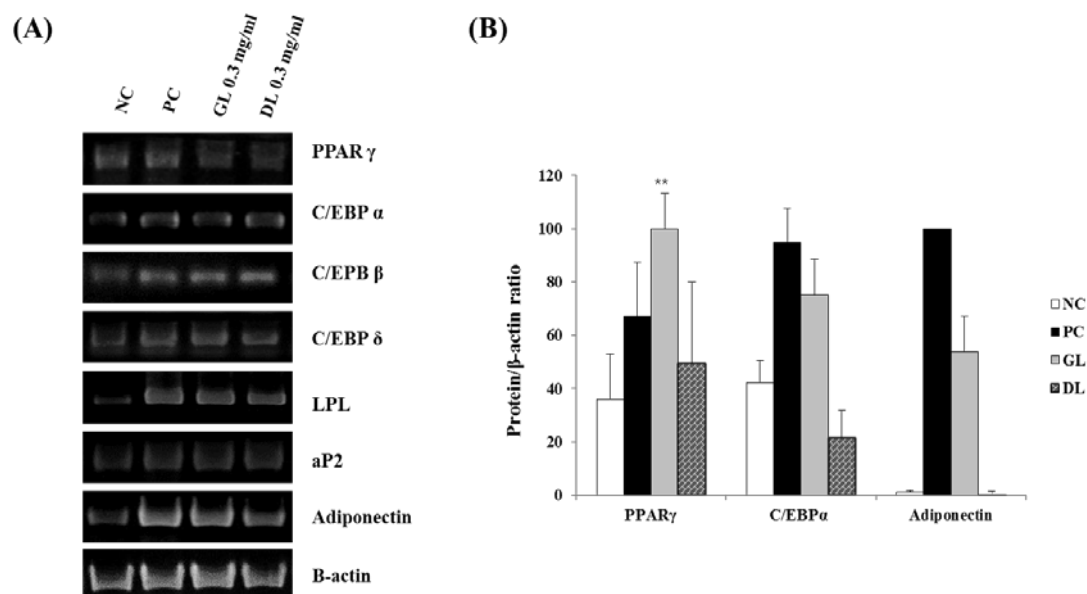 (A)
NC PC GL 0.3 mg/ml DL 0.3 mg/ml
PPAR γ
C/EBP α
C/EPB β
C/EBP δ
LPL
aP2
Adiponectin
B-actin
(B)
Protein/β-actin ratio
120
100
80
60
40
20
0
**
PPARγ C/EBPα Adiponectin
NC
PC
GL
DL